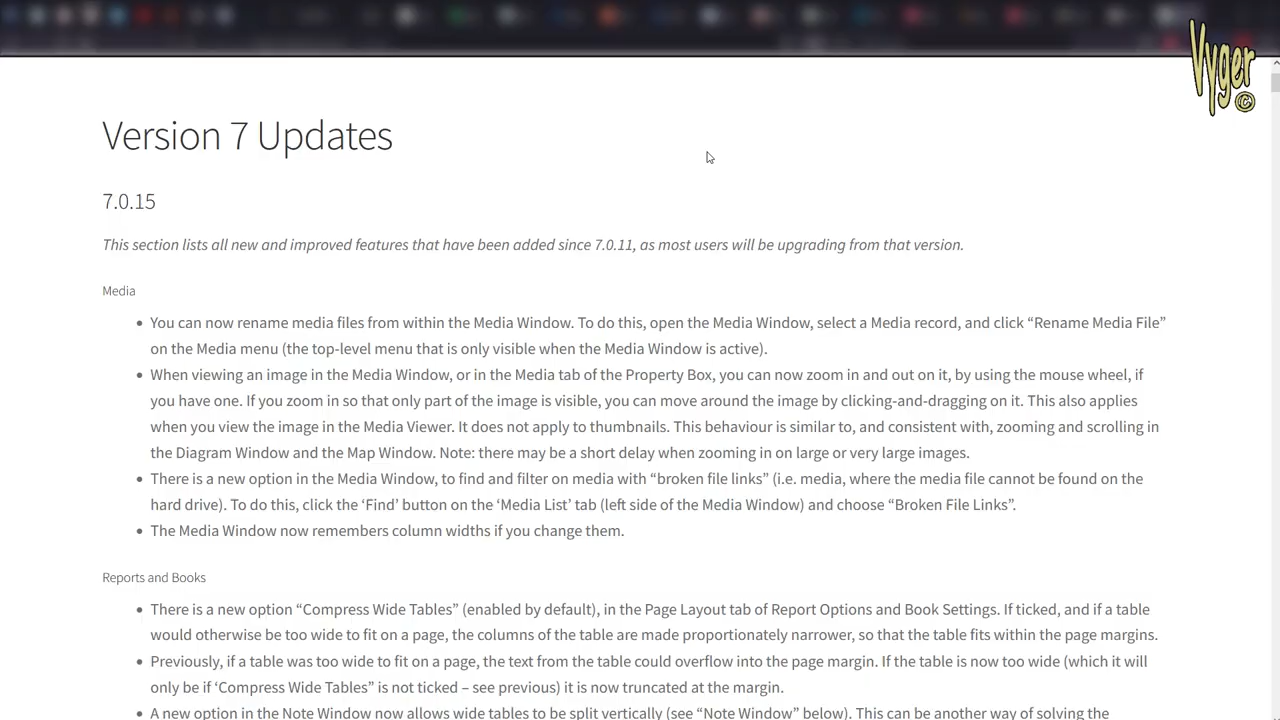 Vyger ©
Version 7 Updates
7.0.15
This section lists all new and improved features that have been added since 7.0.11, as most users will be upgrading from that version.
Media
• You can now rename media files from within the Media Window. To do this, open the Media Window, select a Media record, and click “Rename Media File”
on the Media menu (the top-level menu that is only visible when the Media Window is active).
• When viewing an image in the Media Window, or in the Media tab of the Property Box, you can now zoom in and out on it, by using the mouse wheel, if
you have one. If you zoom in so that only part of the image is visible, you can move around the image by clicking-and-dragging on it. This also applies
when you view the image in the Media Viewer. It does not apply to thumbnails. This behaviour is similar to, and consistent with, zooming and scrolling in
the Diagram Window and the Map Window. Note: there may be a short delay when zooming in on large or very large images.
• There is a new option in the Media Window, to find and filter on media with “broken file links” (i.e. media, where the media file cannot be found on the
hard drive). To do this, click the ‘Find’ button on the ‘Media List’ tab (left side of the Media Window) and choose “Broken File Links”.
• The Media Window now remembers column widths if you change them.
Reports and Books
• There is a new option “Compress Wide Tables” (enabled by default), in the Page Layout tab of Report Options and Book Settings. If ticked, and if a table
would otherwise be too wide to fit on a page, the columns of the table are made proportionately narrower, so that the table fits within the page margins.
• Previously, if a table was too wide to fit on a page, the text from the table could overflow into the page margin. If the table is now too wide (which it will
only be if ‘Compress Wide Tables” is not ticked – see previous) it is now truncated at the margin.
• A new option in the Note Window now allows wide tables to be split vertically (see “Note Window” below). This can be another way of solving the